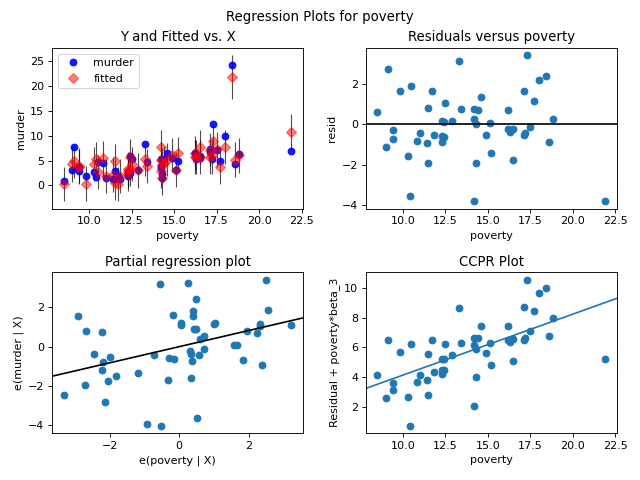 Regression Plots for poverty
Y and Fitted vs. X
murder
25
20
15
10
5
0
murder
fitted
10.0 12.5 15.0 17.5 20.0 22.5
poverty
Residuals versus poverty
resid
2
0
−2
−4
10.0 12.5 15.0 17.5 20.0 22.5
poverty
Partial regression plot
e(murder | X)
2
0
−2
−4
−2 0 2
e(poverty | X)
CCPR Plot
Residual + poverty*beta_3
10
8
6
4
2
10.0 12.5 15.0 17.5 20.0 22.5
poverty